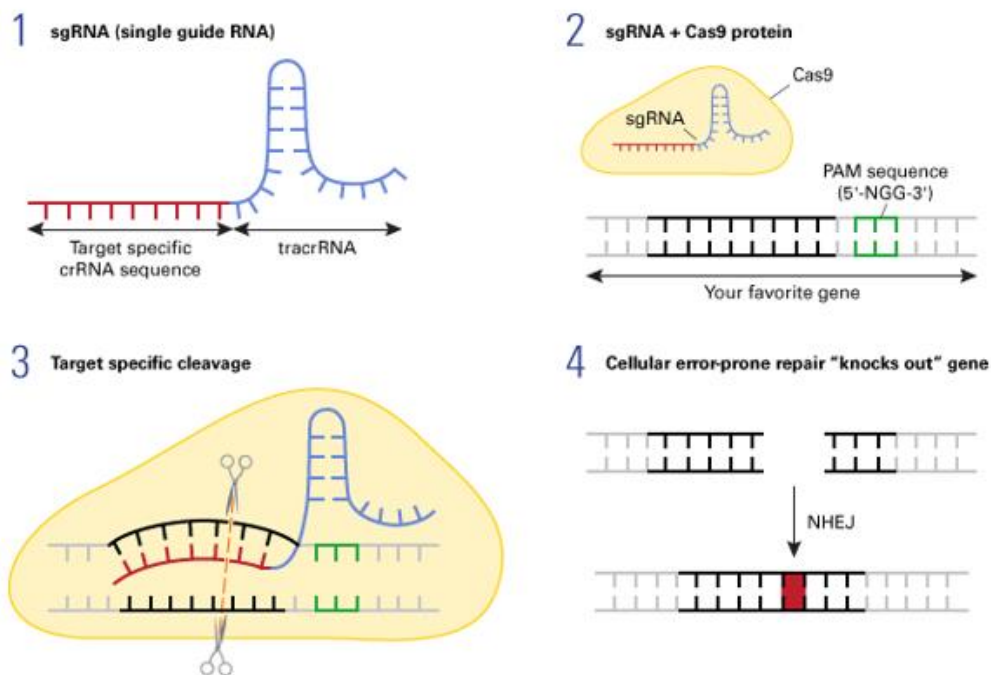 1 sgRNA (single guide RNA)
Target specific
crRNA sequence
tracrRNA
2 sgRNA + Cas9 protein
Cas9
sgRNA
PAM sequence
(5'-NGG-3')
Your favorite gene
3 Target specific cleavage
4 Cellular error-prone repair "knocks out" gene
NHEJ